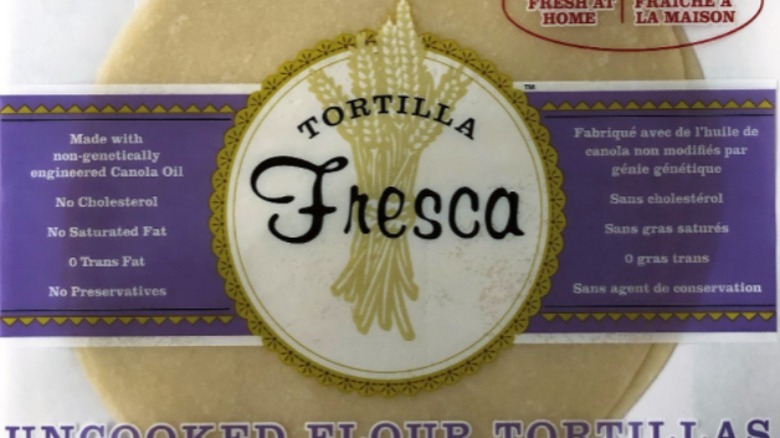 FRESH AT
HOME
FRAÎCHE À
LA MAISON
TORTILLA
Fresca
TM
Made with
non-genetically
engineered Canola Oil
No Cholesterol
No Saturated Fat
0 Trans Fat
No Preservatives
Fabriqué avec de l'huile de
canola non modifiés par
génie génétique
Sans cholestérol
Sans gras saturés
0 gras trans
Sans agent de conservation
UNCOOKED FLOUR TORTILLAS